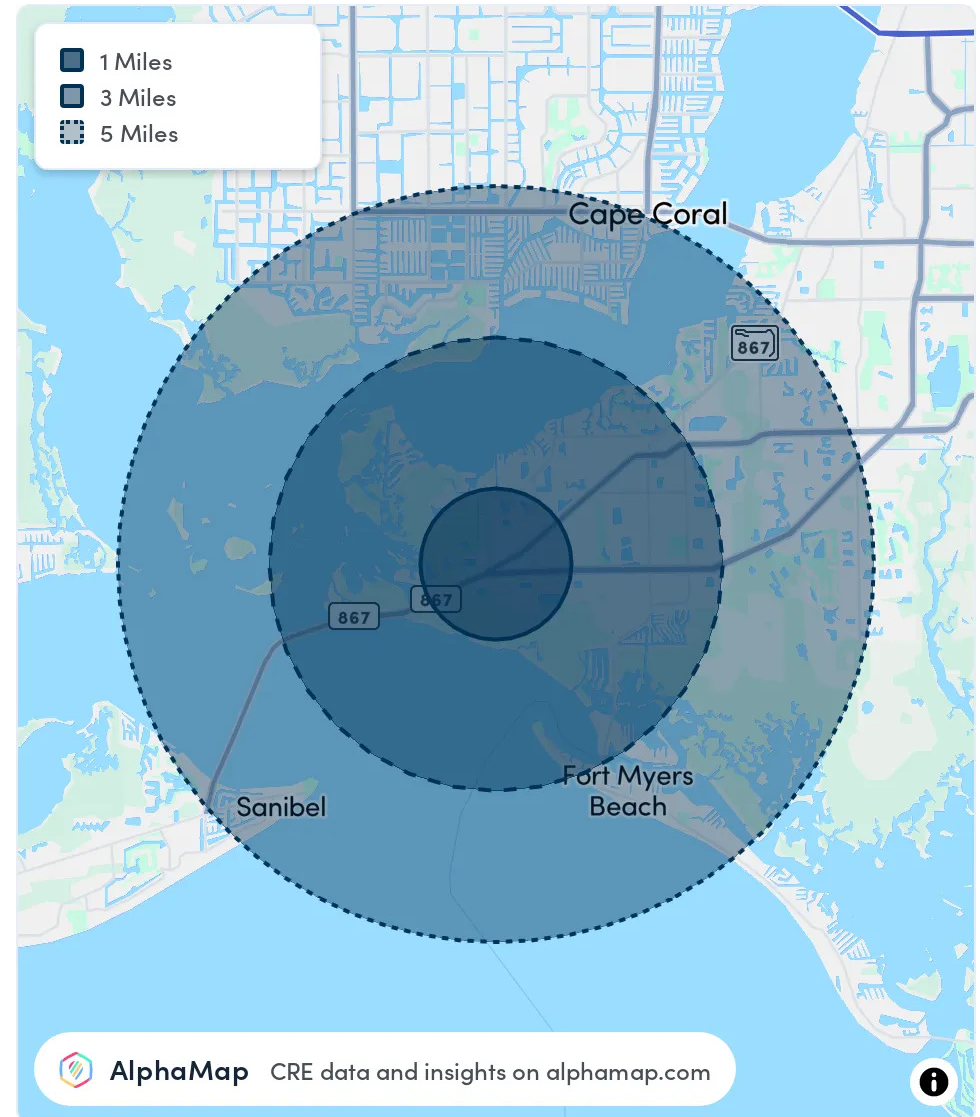 1 Miles
3 Miles
5 Miles
Cape Coral
867
867
867
Fort Myers
Beach
Sanibel
AlphaMap CRE data and insights on alphamap.com